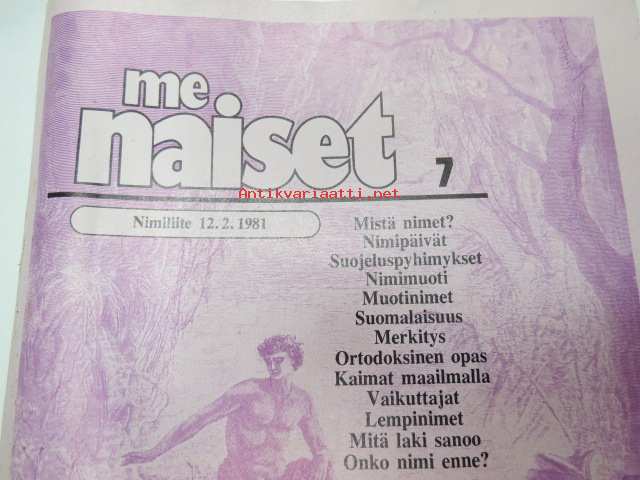 me
naiset
7
Antikvariaatti.net
Nimiliite 12.2.1981
Mistä nimet?
Nimipäivät
Suojeluspyhimykset
Nimimuoti
Muotinimet
Suomalaisuus
Merkitys
Ortodoksinen opas
Kaimat maailmalla
Vaikuttajat
Lempinimet
Mitä laki sanoo
Onko nimi enne?